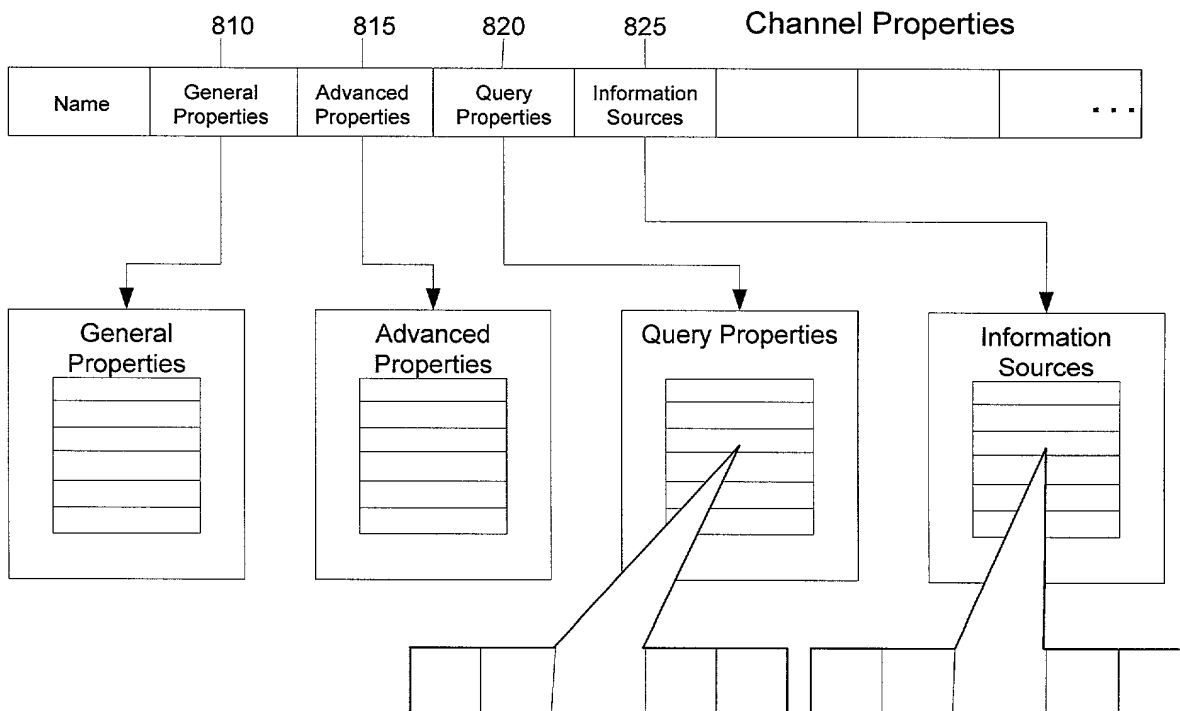 810 815 820 825 Channel Properties
Name General Properties Advanced Properties Query Properties Information Sources ...
General
Properties
Advanced
Properties
Query Properties
Information
Sources